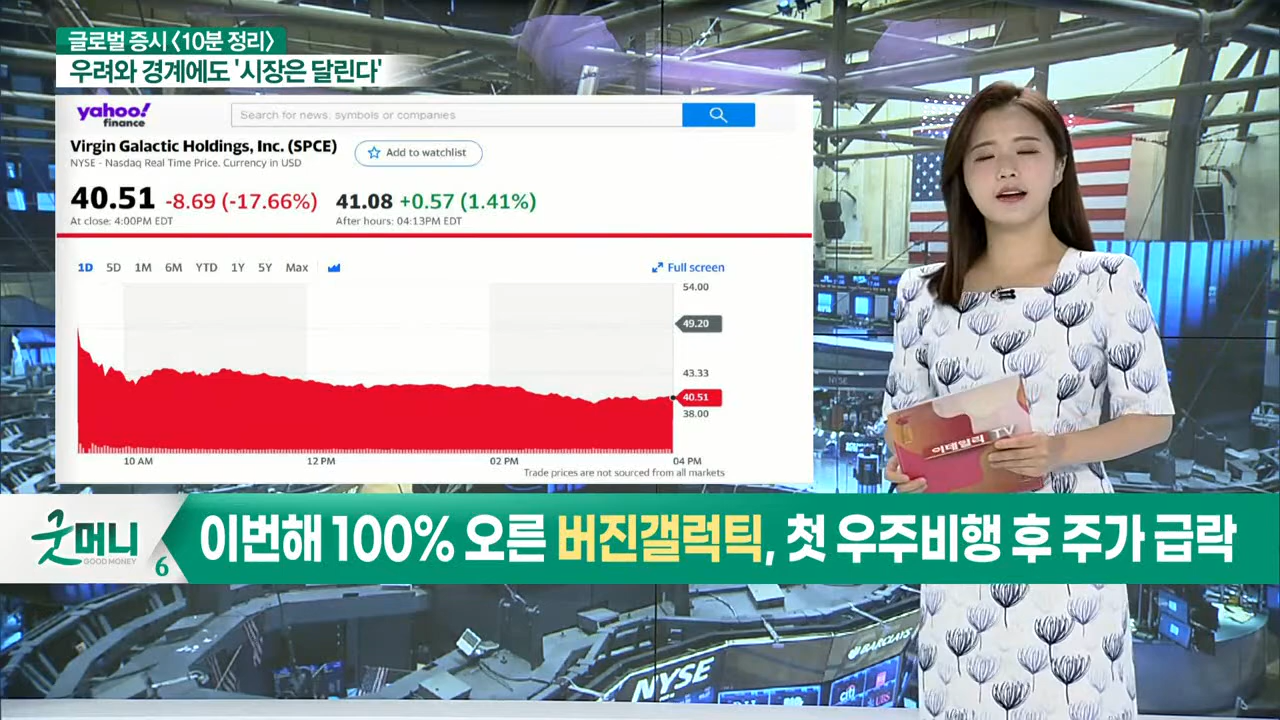 글로벌 증시 <10분 정리>
우려와 경계에도 '시장은 달린다'
yahoo!
finance
Search for news, symbols or companies
Virgin Galactic Holdings, Inc. (SPCE)
Add to watchlist
NYSE - Nasdaq Real Time Price. Currency in USD
40.51 -8.69 (-17.66%) 41.08 +0.57 (1.41%)
At close: 4:00PM EDT After hours: 04:13PM EDT
1D 5D 1M 6M YTD 1Y 5Y Max Full screen
54.00
49.20
43.33
40.51
38.00
10 AM 12 PM 02 PM 04 PM
Trade prices are not sourced from all markets
이데일리 TV
NYSE
굿머니
GOOD MONEY
6
이번해 100% 오른 버진갤럭틱, 첫 우주비행 후 주가 급락
BARCLAYS
NYSE
citi
UBS